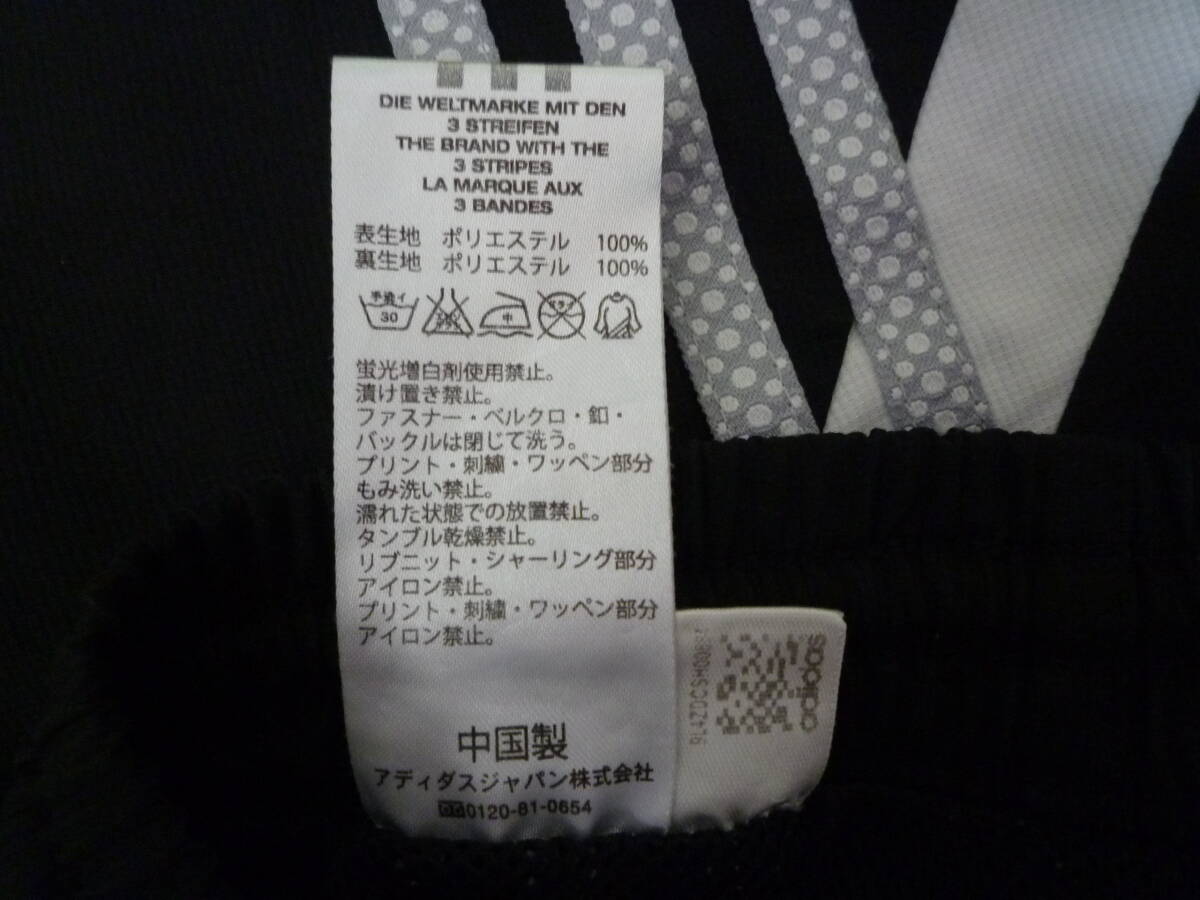 DIE WELTMARKE MIT DEN
3 STREIFEN
THE BRAND WITH THE
3 STRIPES
LA MARQUE AUX
3 BANDES
表生地 ポリエステル 100%
裏生地 ポリエステル 100%
手洗イ
30
中
蛍光増白剤使用禁止。
漬け置き禁止。
ファスナー・ベルクロ・釦・
バックルは閉じて洗う。
プリント・刺繍・ワッペン部分
もみ洗い禁止。
濡れた状態での放置禁止。
タンブル乾燥禁止。
リブニット・シャーリング部分
アイロン禁止。
プリント・刺繍・ワッペン部分
アイロン禁止。
中国製
アディダスジャパン株式会社
0120-81-0654
adidas